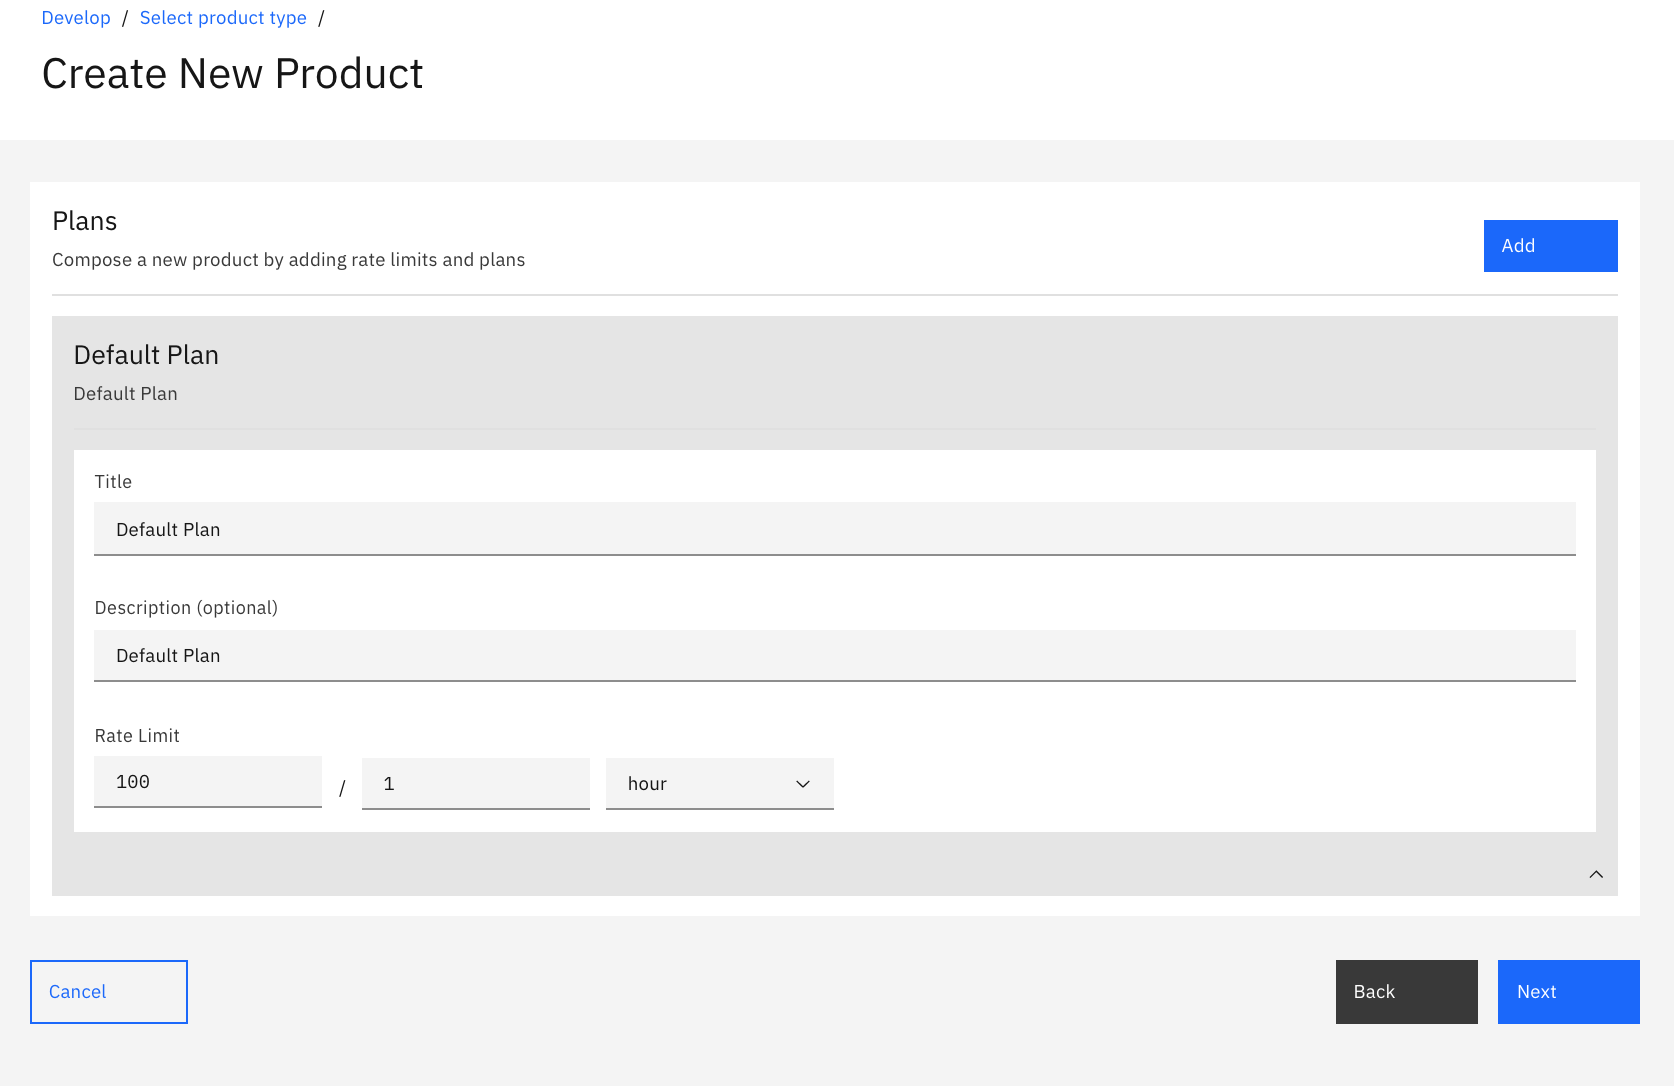 Develop / Select product type /
Create New Product
Plans
Compose a new product by adding rate limits and plans
Add
Default Plan
Default Plan
Title
Default Plan
Description (optional)
Default Plan
Rate Limit
100 / 1 hour
Cancel
Back
Next